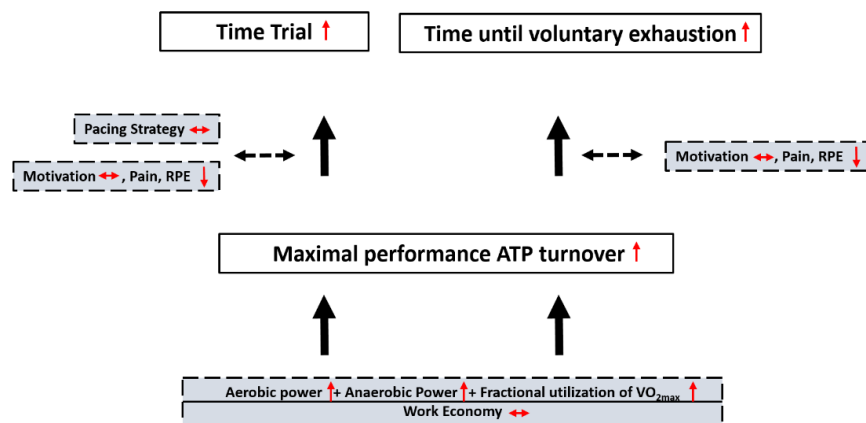 Time Trial
Time until voluntary exhaustion
Pacing Strategy
Motivation , Pain, RPE
Motivation , Pain, RPE
Maximal performance ATP turnover
Aerobic power + Anaerobic Power + Fractional utilization of VO2max
Work Economy